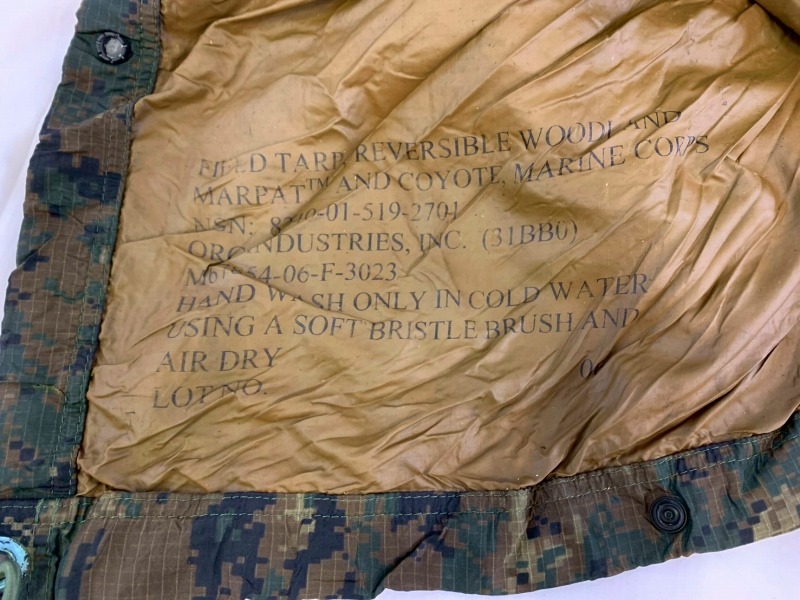 FIELD TARP, REVERSIBLE WOODLAND
MARPAT™ AND COYOTE, MARINE CORPS
NSN: 8340-01-519-2701
INDUSTRIES, INC. (31BB0)
HAND WASH ONLY IN COLD WATER
USING A SOFT BRISTLE BRUSH AND
AIR DRY
LOT NO.